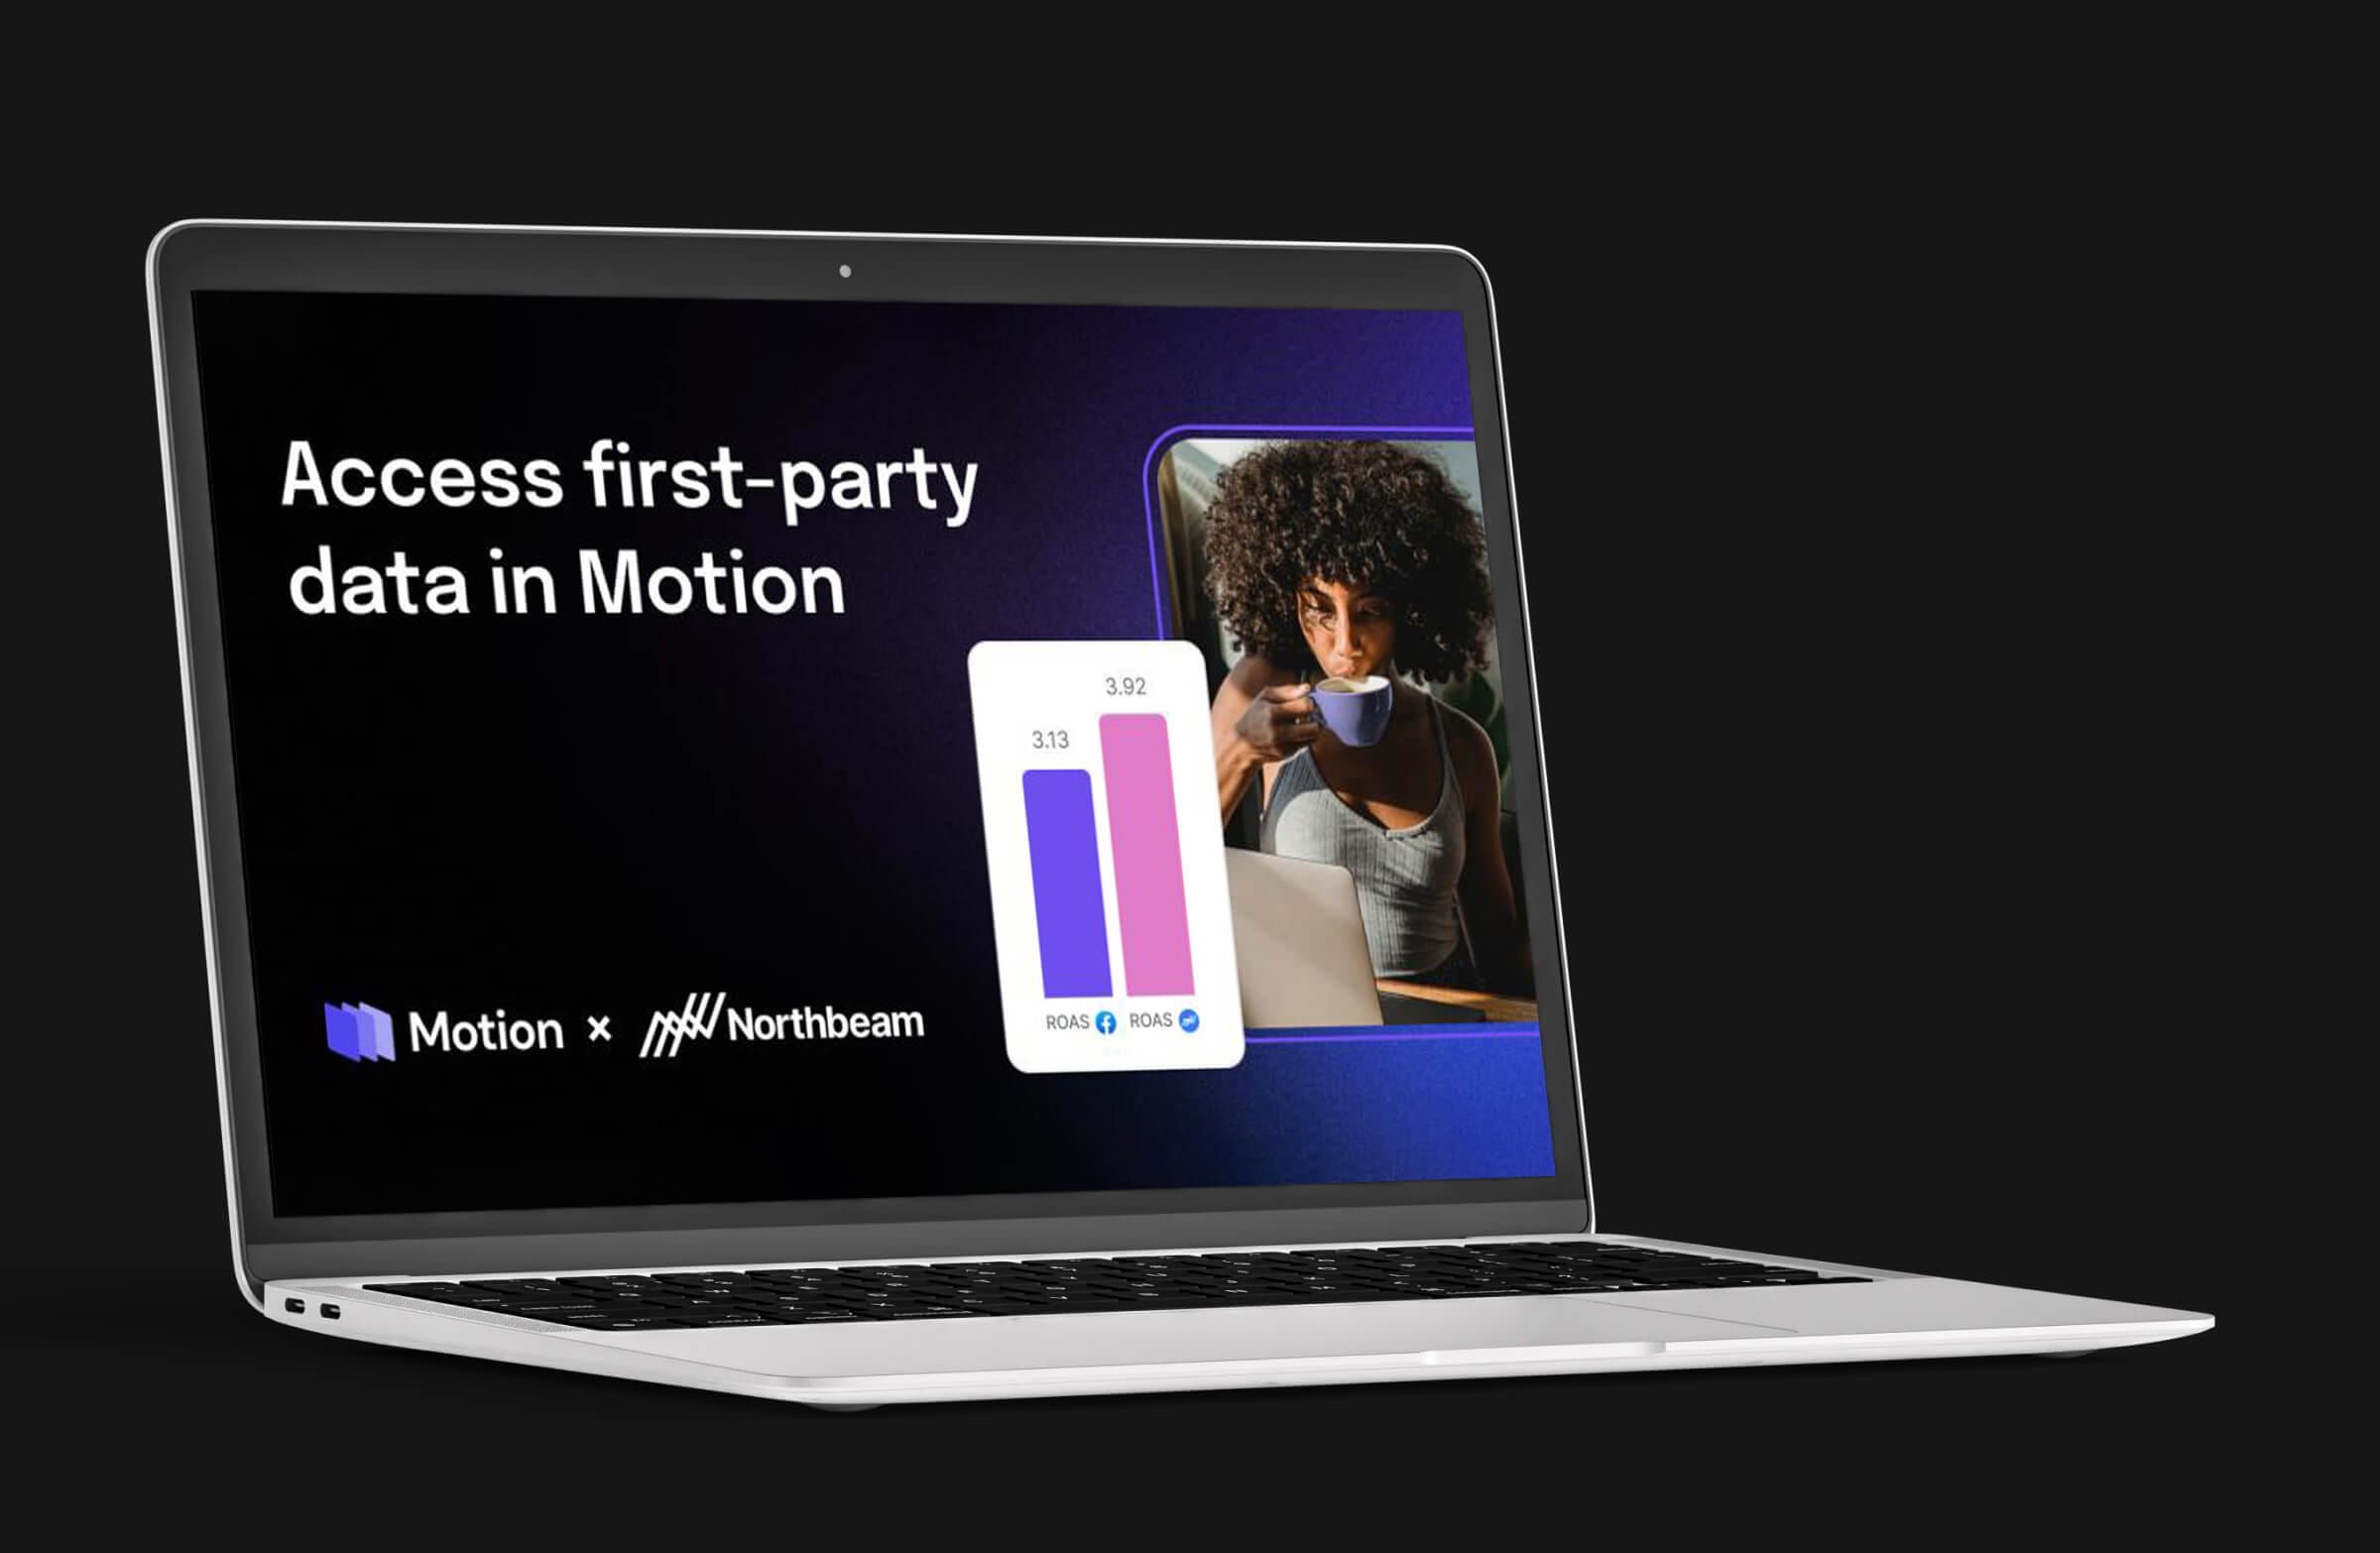 Access first-party
data in Motion
3.92
3.13
ROAS ROAS
Motion × Northbeam